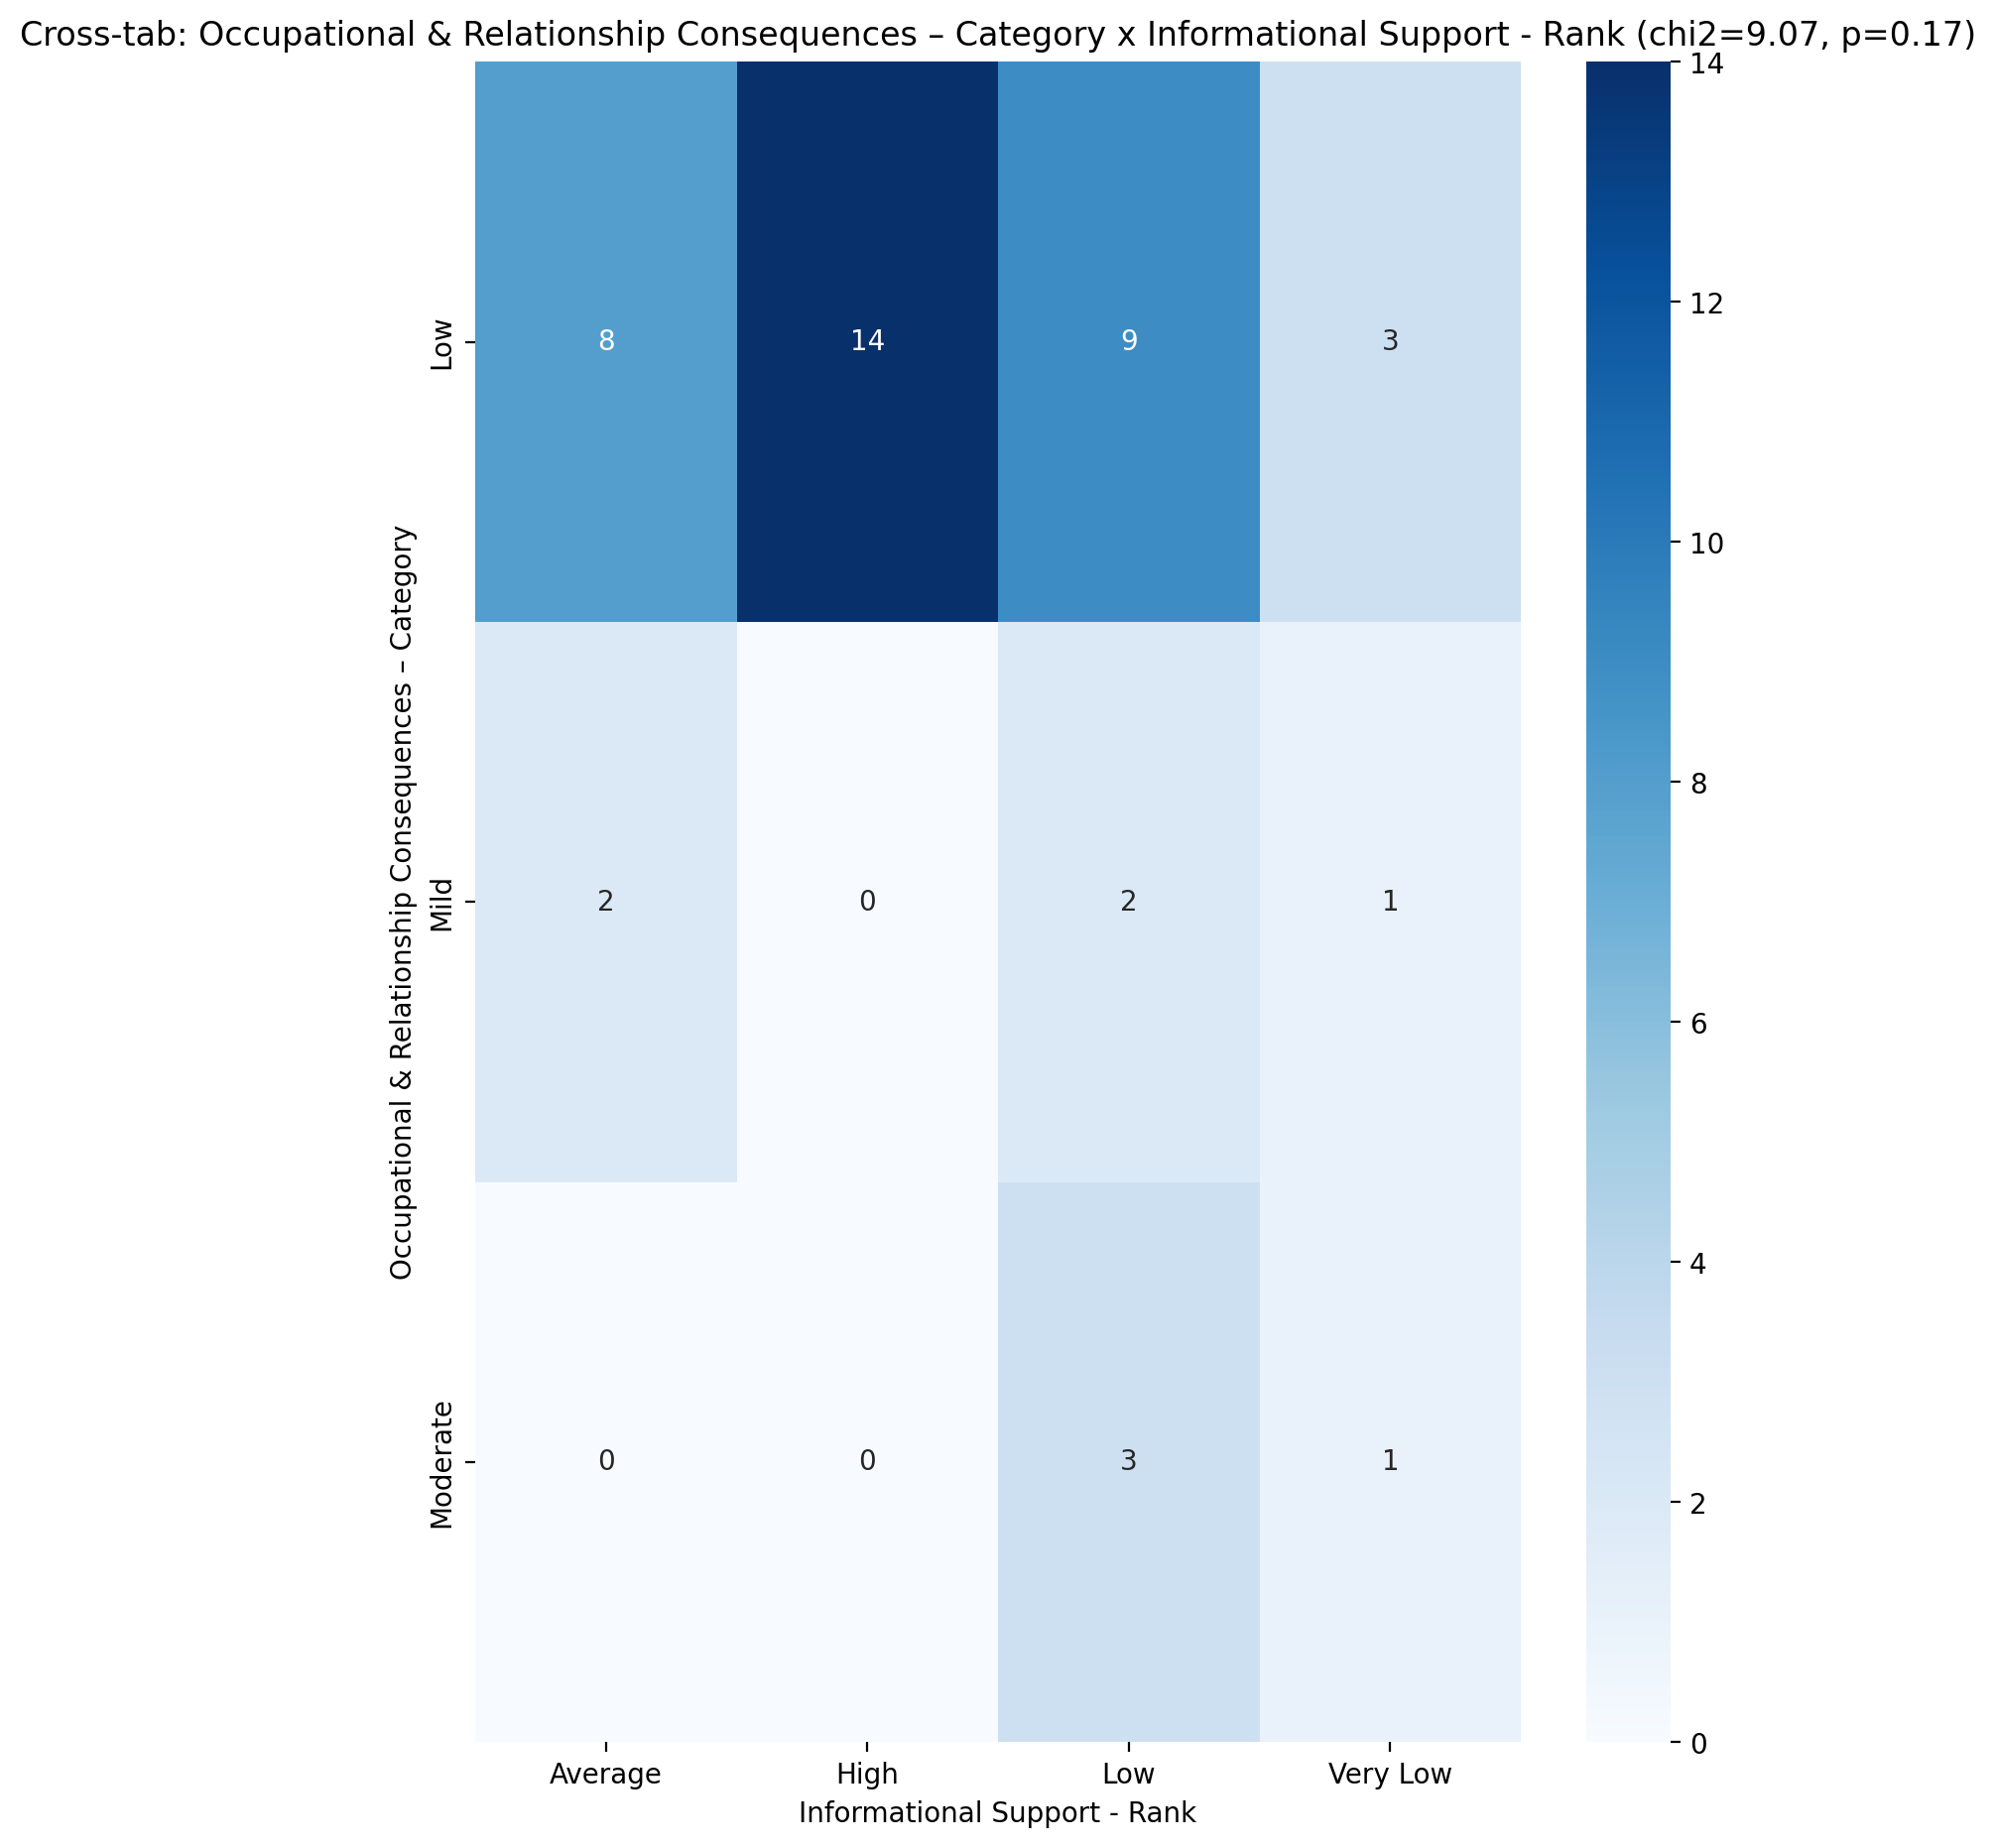 Cross-tab: Occupational & Relationship Consequences – Category x Informational Support - Rank (chi2=9.07, p=0.17)
Occupational & Relationship Consequences – Category
Low
8
14
9
3
Mild
2
0
2
1
Moderate
0
0
3
1
Average
High
Low
Very Low
Informational Support - Rank
14
12
10
8
6
4
2
0